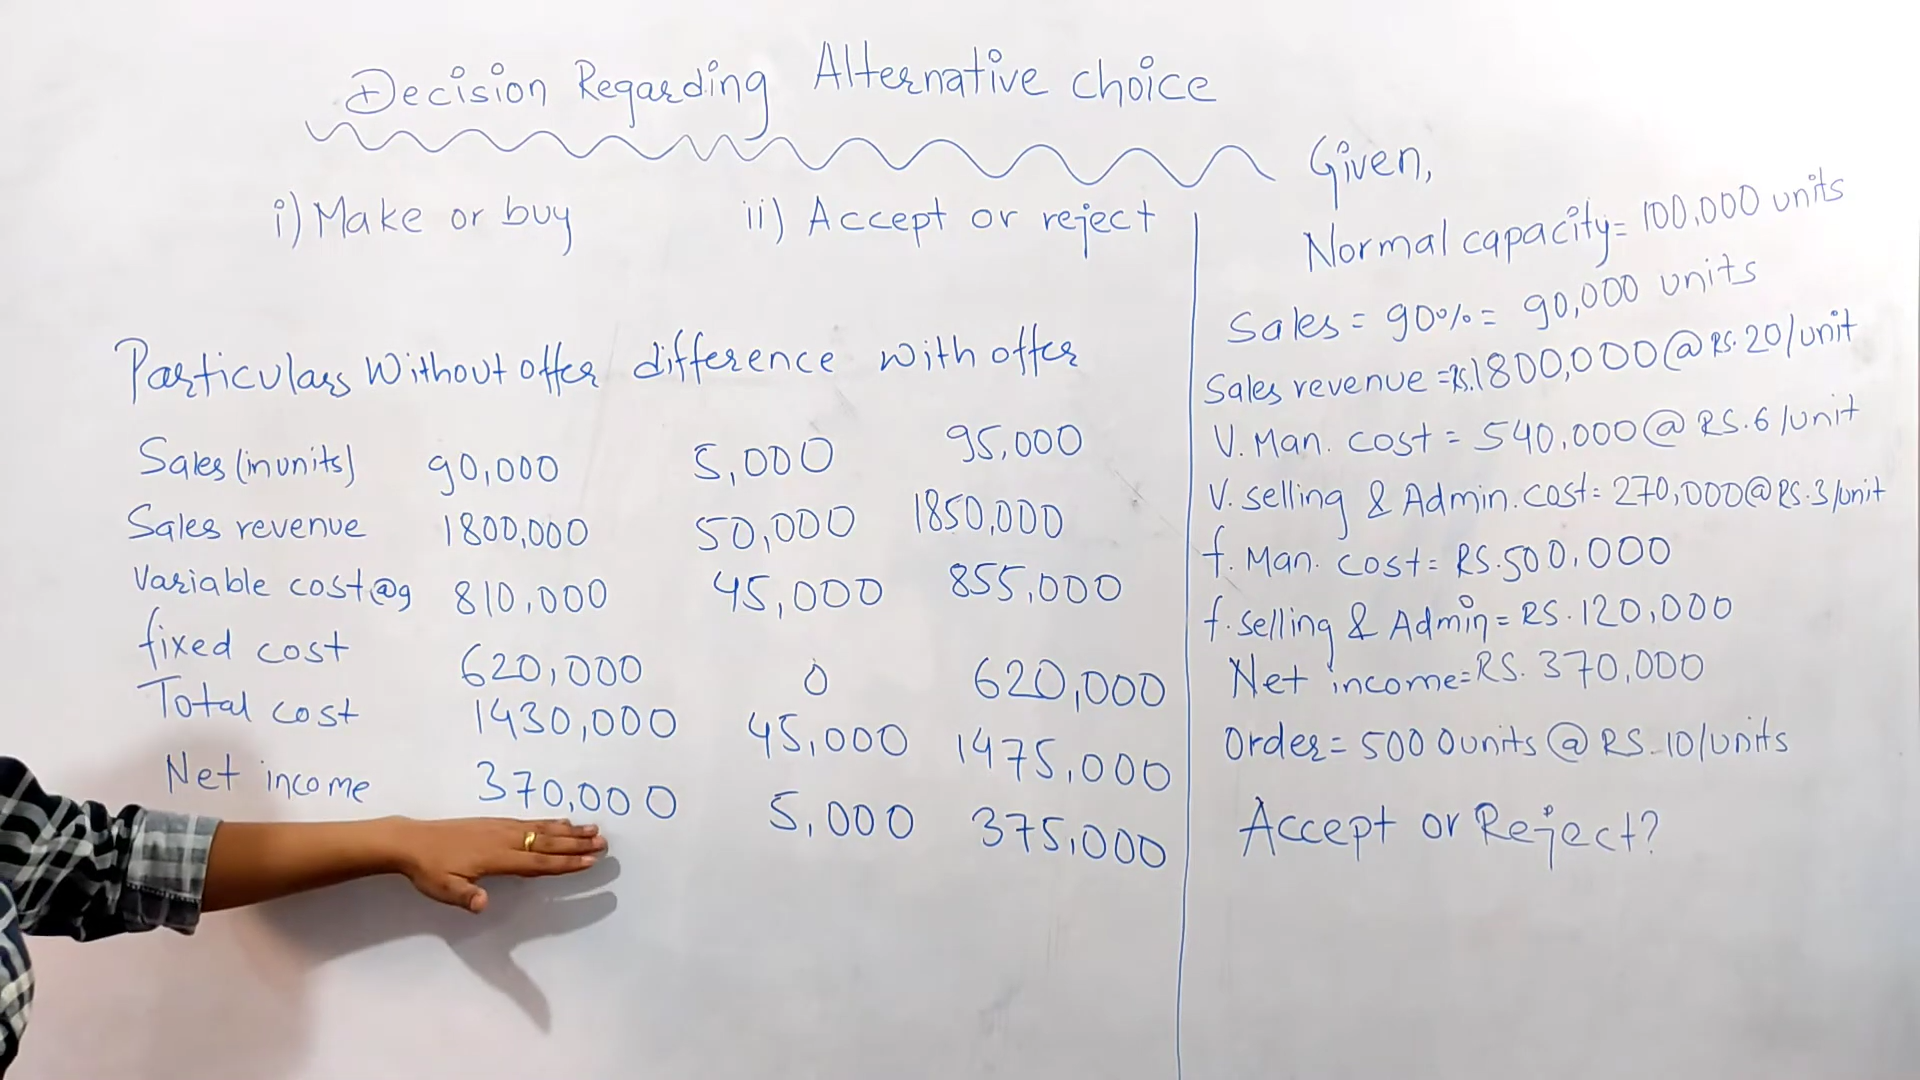 Decision Regarding Alternative choice
i) Make or buy ii) Accept or reject
Particulars Without offer difference with offer
Sales (in units) 90,000 5,000 95,000
Sales revenue 1800,000 50,000 1850,000
Variable cost@9 810,000 45,000 855,000
fixed cost 620,000 0 620,000
Total cost 1430,000 45,000 1475,000
Net income 370,000 5,000 375,000
Given,
Normal capacity= 100,000 units
Sales = 90% = 90,000 units
Sales revenue =Rs.1800,000@Rs.20/unit
V. Man. cost = 540,000@RS.6/unit
V. selling & Admin. cost= 270,000@RS.3/unit
f. Man. cost= RS.500,000
f. selling & Admin= RS.120,000
Net income=RS. 370,000
Order= 5000units @ RS.10/units
Accept or Reject?